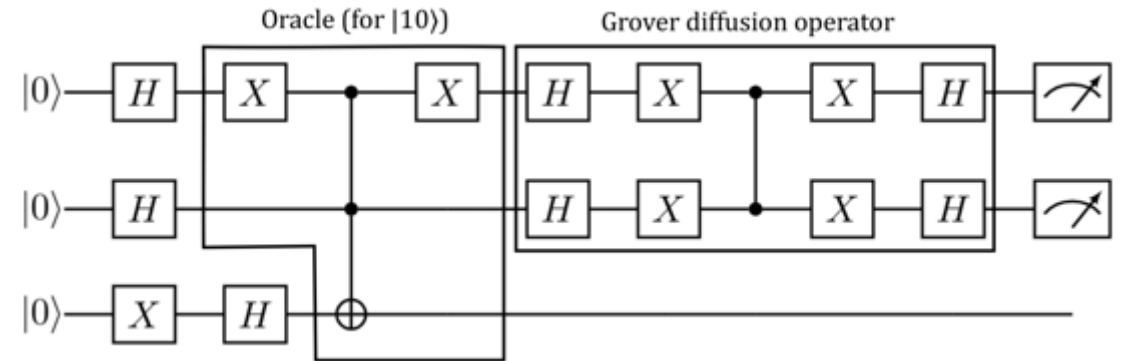 Oracle (for |10⟩)
Grover diffusion operator
|0⟩ H X X H X X H
|0⟩ H H X X H
|0⟩ X H